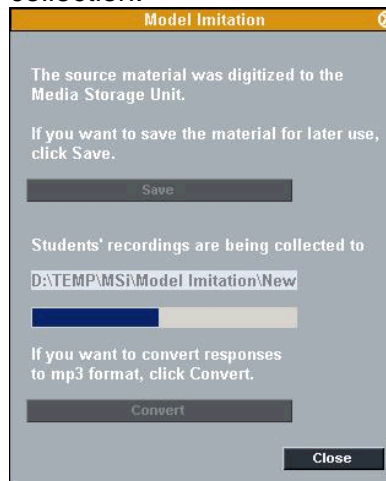 collection.
Model Imitation
The source material was digitized to the
Media Storage Unit.
If you want to save the material for later use,
click Save.
Save
Students' recordings are being collected to
D:\TEMP\MSi\Model Imitation\New
If you want to convert responses
to mp3 format, click Convert.
Convert
Close